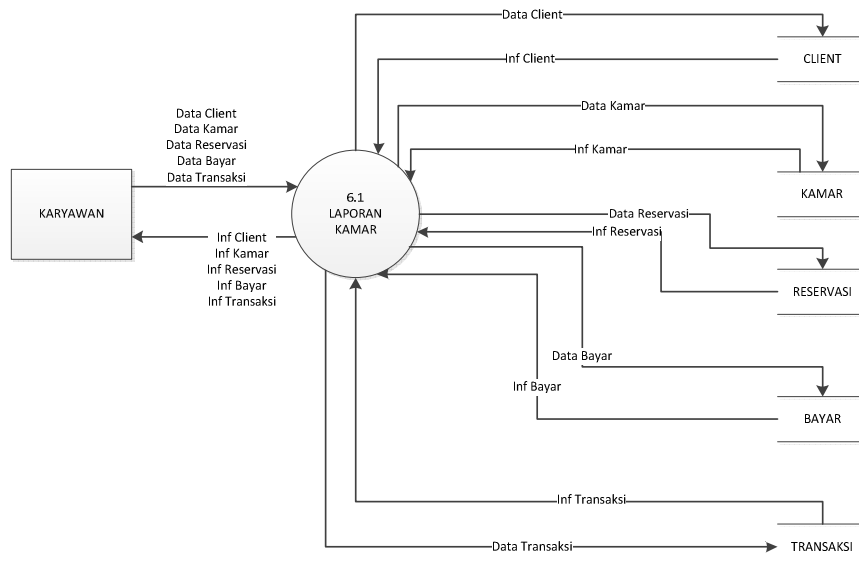 Data Client
Inf Client
CLIENT
Data Kamar
Inf Kamar
KAMAR
Data Client
Data Kamar
Data Reservasi
Data Bayar
Data Transaksi
KARYAWAN
Inf Client
Inf Kamar
Inf Reservasi
Inf Bayar
Inf Transaksi
6.1
LAPORAN
KAMAR
Data Reservasi
Inf Reservasi
RESERVASI
Data Bayar
Inf Bayar
BAYAR
Inf Transaksi
Data Transaksi
TRANSAKSI